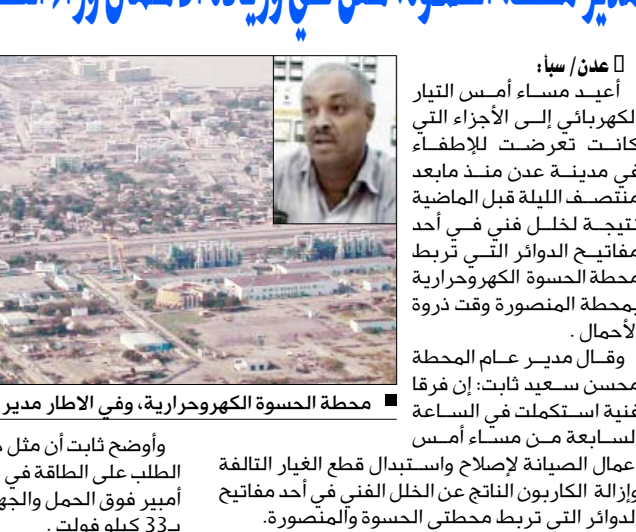 عدن/ سبأ :
أعيد مساء أمس التيار
الكهربائي إلى الأجزاء التي
كانت تعرضت للإطفاء
في مدينة عدن منذ مابعد
منتصف الليلة قبل الماضية
نتيجة لخلل فني في أحد
مفاتيح الدوائر التي تربط
محطة الحسوة الكهروحرارية
بمحطة المنصورة وقت ذروة
الأحمال .
وقال مدير عام المحطة
محسن سعيد ثابت: إن فرقا
فنية استكملت في الساعة
السابعة من مساء أمس
أعمال الصيانة لإصلاح واستبدال قطع الغيار التالفة
وإزالة الكاربون الناتج عن الخلل الفني في أحد مفاتيح
الدوائر التي تربط محطتي الحسوة والمنصورة.
■ محطة الحسوة الكهروحرارية، وفي الاطار مدير
وأوضح ثابت أن مثل
الطلب على الطاقة في
أمبير فوق الحمل
بـ33 كيلو فولت .